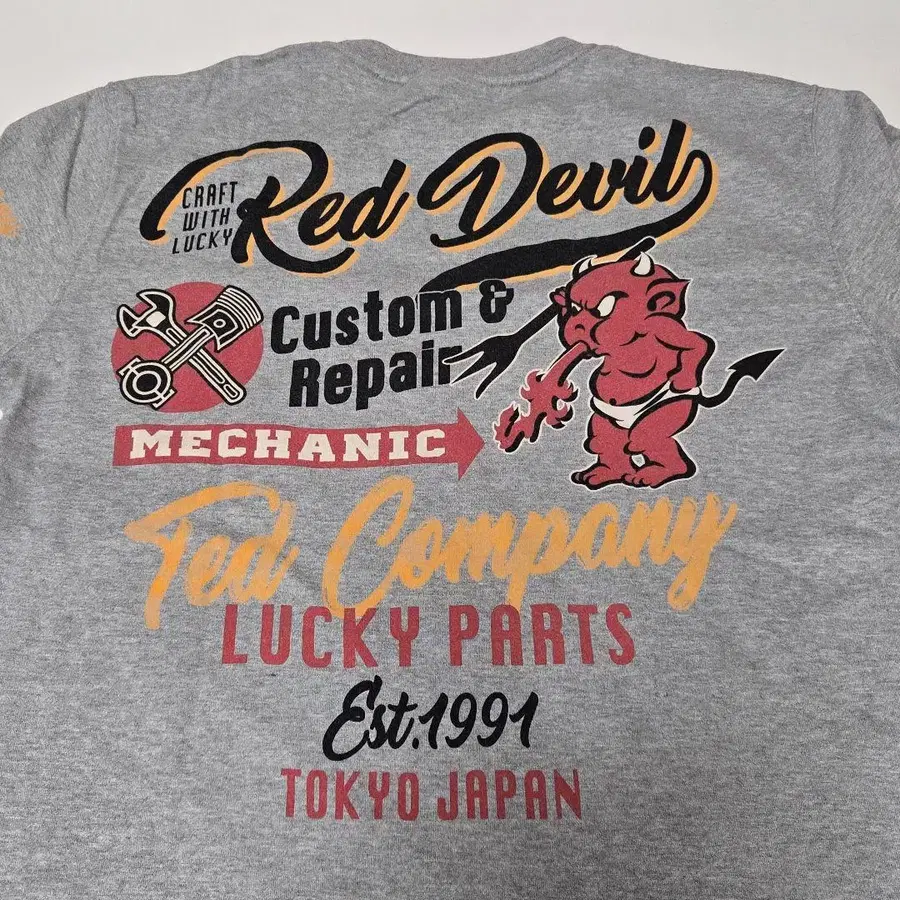 CRAFT
WITH
LUCKY
Red Devil
Custom &
Repair
MECHANIC
Ted Company
LUCKY PARTS
Est.1991
TOKYO JAPAN